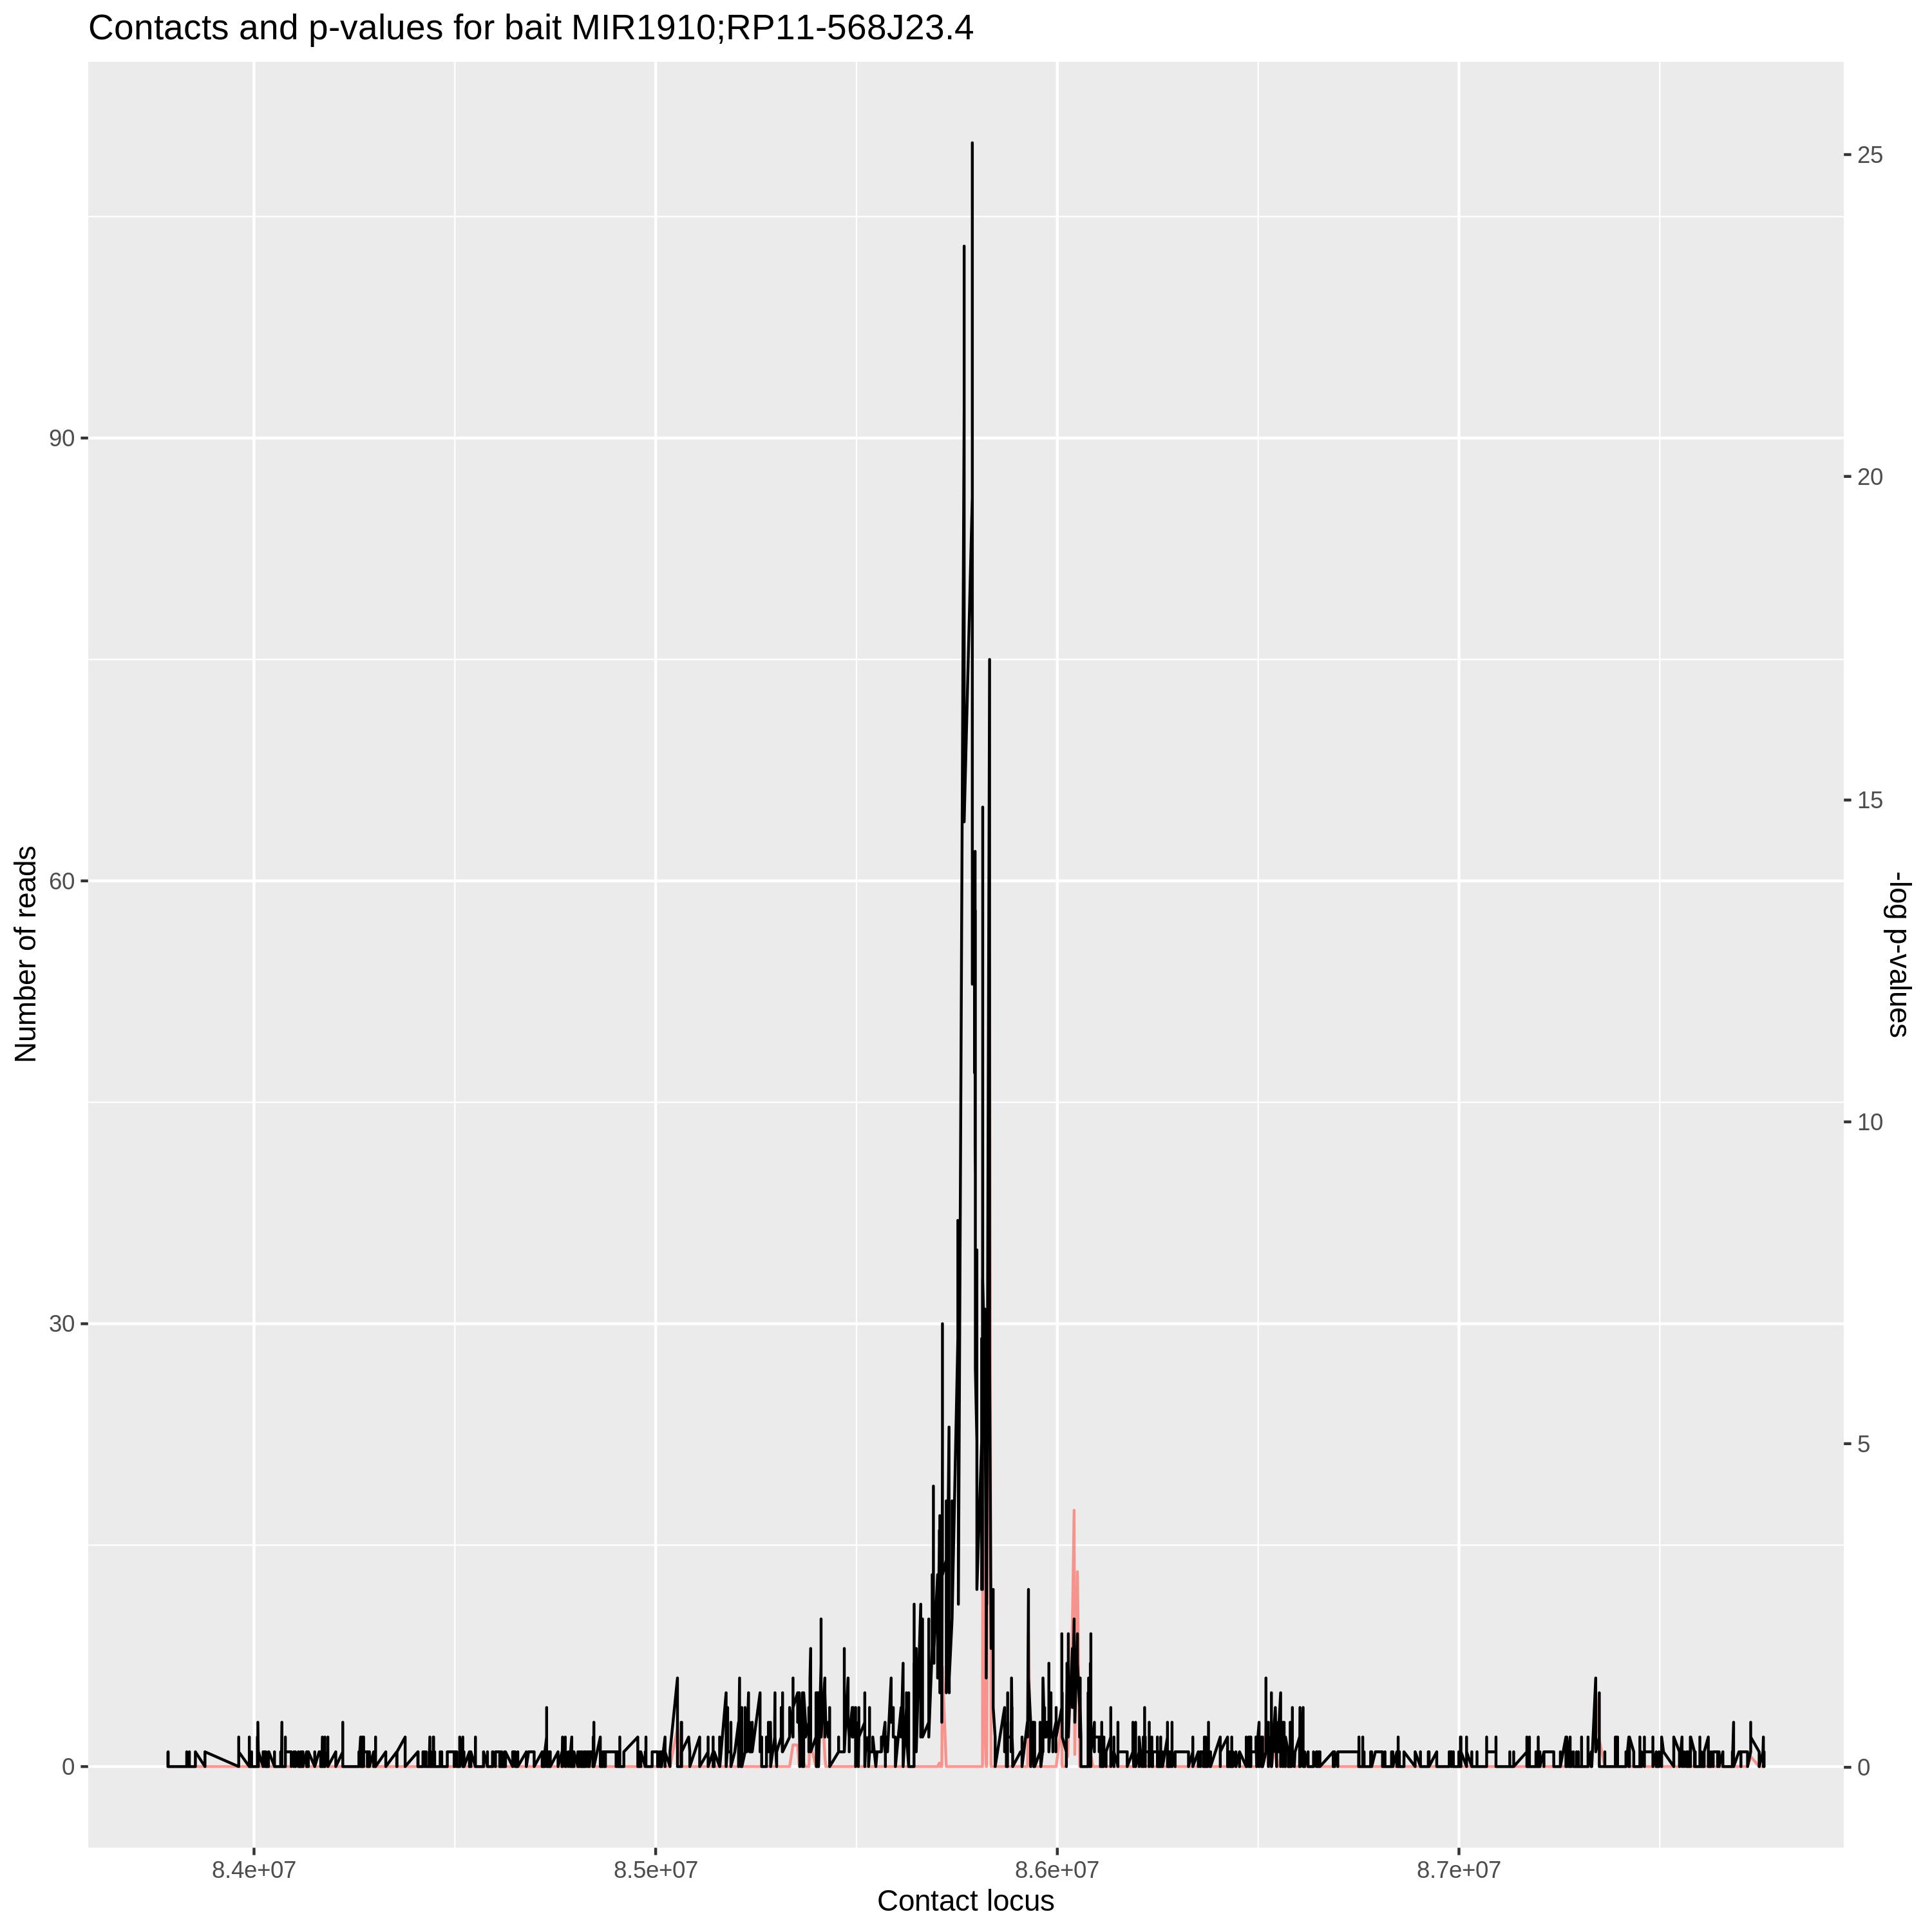 Contacts and p-values for bait MIR1910;RP11-568J23.4
Number of reads
90
60
30
0
25
20
15
10
5
0
-log p-values
8.4e+07
8.5e+07
8.6e+07
8.7e+07
Contact locus